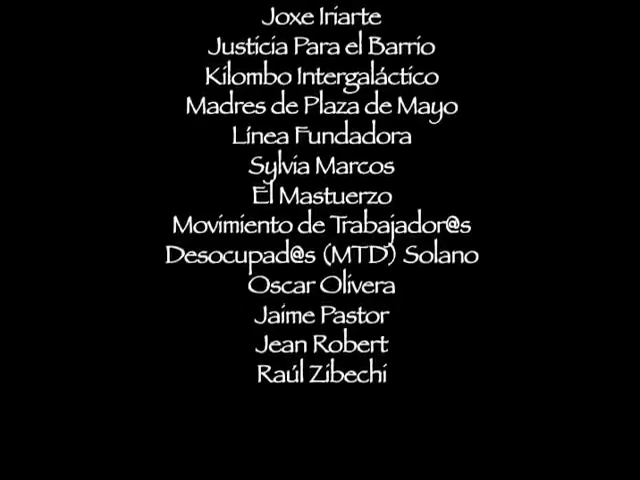 Joxe Iriarte
Justicia Para el Barrio
Kilombo Intergaláctico
Madres de Plaza de Mayo
Línea Fundadora
Sylvia Marcos
El Mastuerzo
Movimiento de Trabajador@s
Desocupad@s (MTD) Solano
Oscar Olivera
Jaime Pastor
Jean Robert
Raúl Zibechi